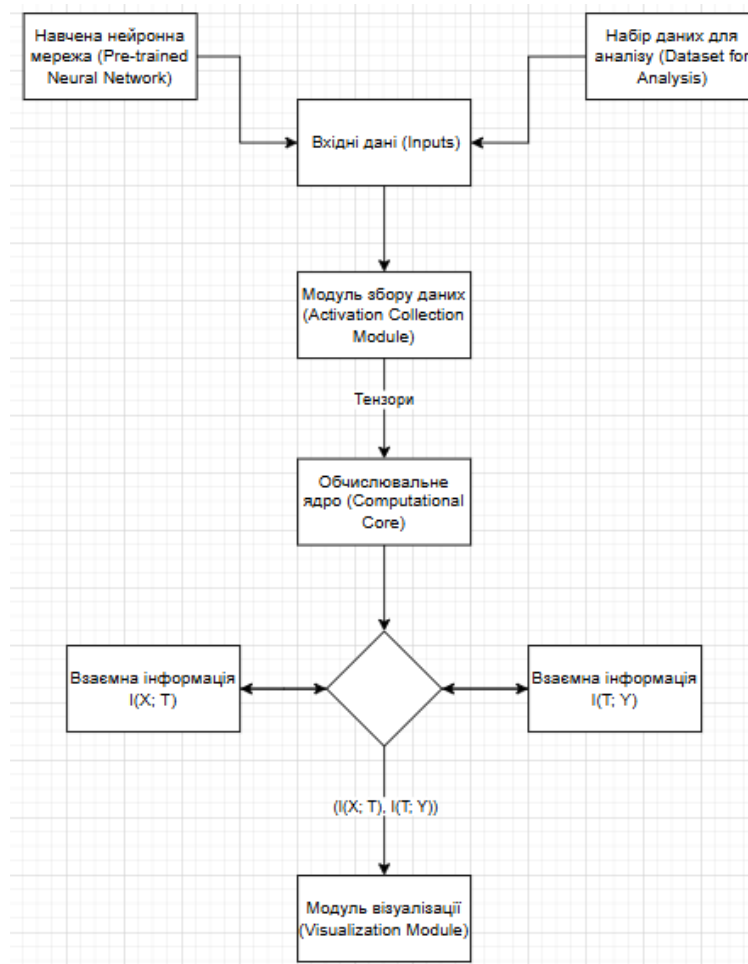 Навчена нейронна
мережа (Pre-trained
Neural Network)
Набір даних для
аналізу (Dataset for
Analysis)
Вхідні дані (Inputs)
Модуль збору даних
(Activation Collection
Module)
Тензори
Обчислювальне
ядро (Computational
Core)
Взаємна інформація
I(X; T)
Взаємна інформація
I(T; Y)
(I(X; T), I(T; Y))
Модуль візуалізації
(Visualization Module)